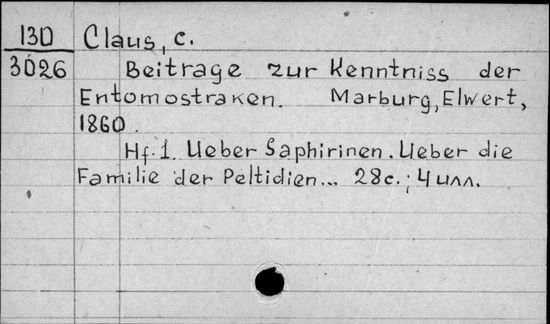 130 Claus, c.
3026 Beitrage zur Kenntniss der
Entomostraken. Marburg, Elwert,
1860.
Hf. 1. Ueber Saphirinen. Ueber die
Familie der Peltidien... 28c.; 4 илл.